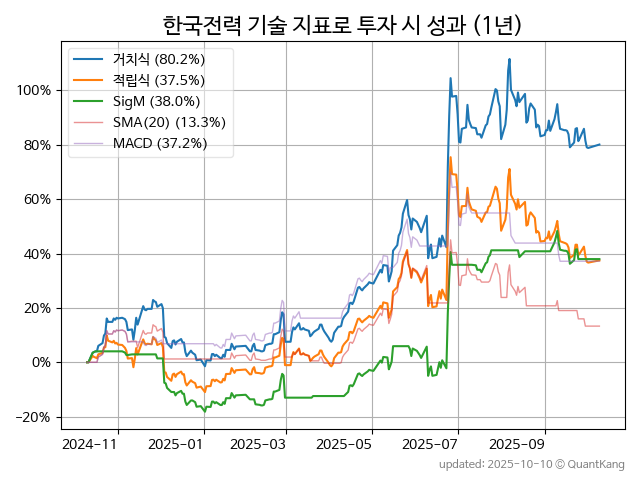 한국전력 기술 지표로 투자 시 성과 (1년)
거치식 (80.2%)
적립식 (37.5%)
SigM (38.0%)
SMA(20) (13.3%)
MACD (37.2%)
100%
80%
60%
40%
20%
0%
−20%
2024−11
2025−01
2025−03
2025−05
2025−07
2025−09
updated: 2025-10-10 © QuantKang